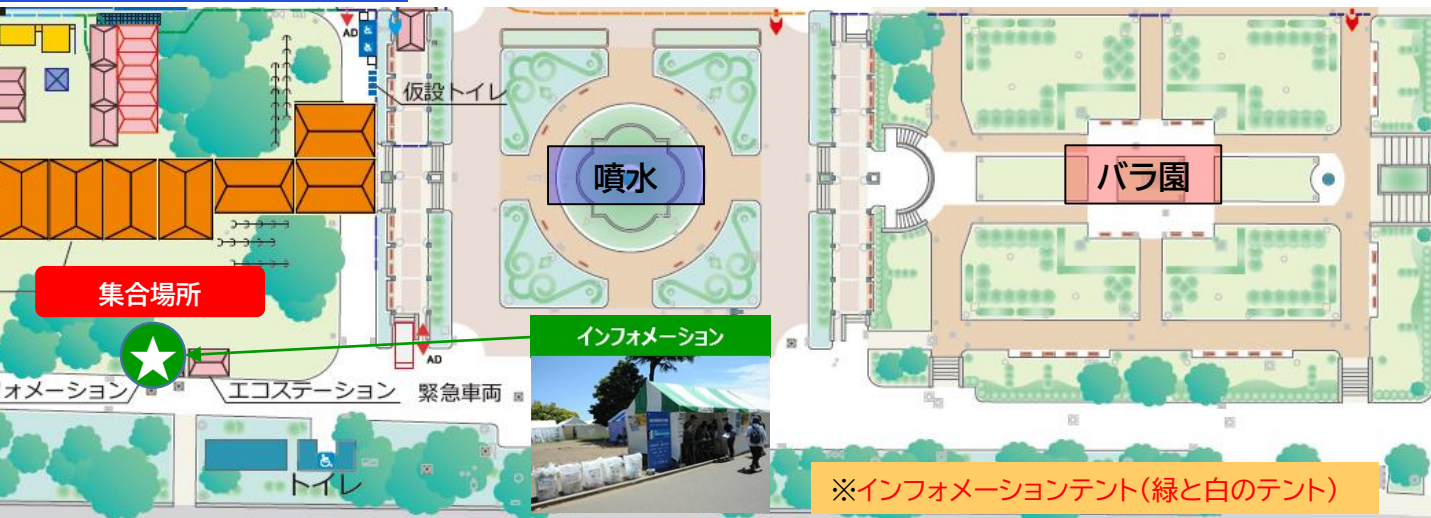 AD
仮設トイレ
噴水
バラ園
集合場所
インフォメーション
AD
ォメーション
エコステーション
緊急車両
トイレ
※インフォメーションテント(緑と白のテント)